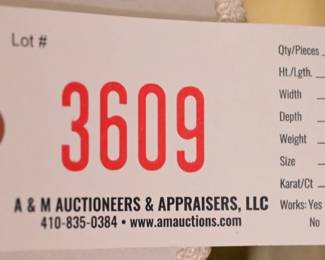 Lot #
3609
A & M AUCTIONEERS & APPRAISERS, LLC
410-835-0384 • www.amauctions.com
Qty/Pieces
Ht./Lgth.
Width
Depth
Weight
Size
Karat/Ct
Works: Yes
No